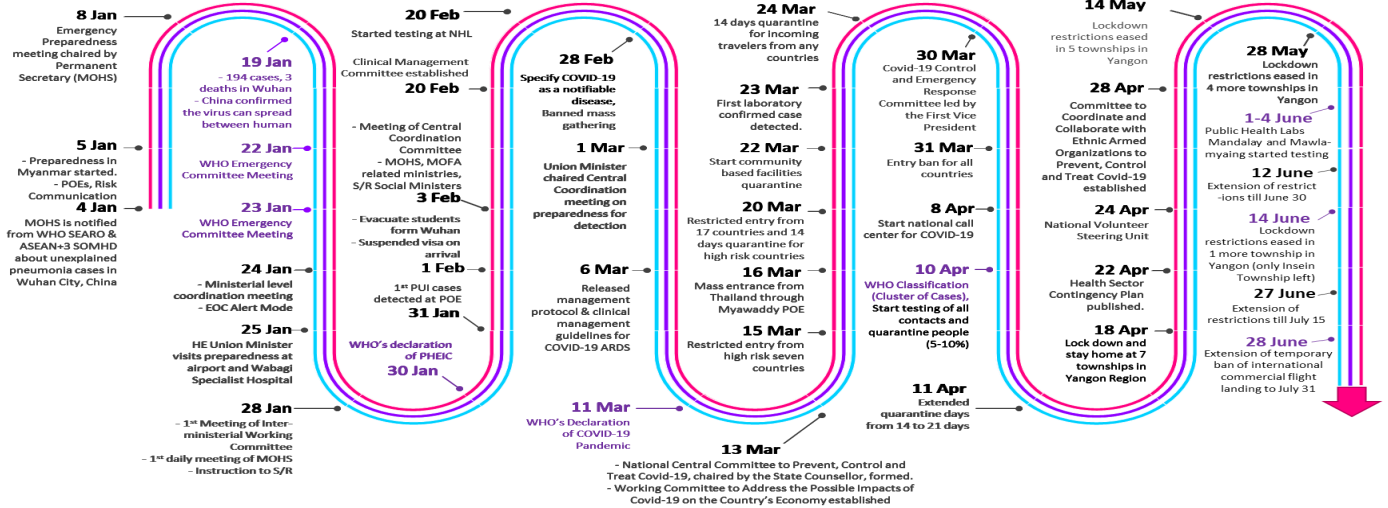 8 Jan
Emergency
Preparedness
meeting chaired by
Permanent
Secretary (MOHS)
5 Jan
- Preparedness in
Myanmar started.
- POEs, Risk
Communication
4 Jan
MOHS is notified
from WHO SEARO &
ASEAN+3 SOMHD
about unexplained
pneumonia cases in
Wuhan City, China
19 Jan
- 194 cases, 3
deaths in Wuhan
- China confirmed
the virus can spread
between human
22 Jan
WHO Emergency
Committee Meeting
23 Jan
WHO Emergency
Committee Meeting
24 Jan
- Ministerial level
coordination meeting
- EOC Alert Mode
25 Jan
HE Union Minister
visits preparedness at
airport and Wabagi
Specialist Hospital
28 Jan
- 1st Meeting of Inter-
ministerial Working
Committee
- 1st daily meeting of MOHS
- Instruction to S/R
20 Feb
Started testing at NHL
Clinical Management
Committee established
20 Feb
- Meeting of Central
Coordination
Committee
- MOHS, MOFA
related ministries,
S/R Social Ministers
3 Feb
- Evacuate students
form Wuhan
- Suspended visa on
arrival
1 Feb
1st PUI cases
detected at POE
31 Jan
WHO's declaration
of PHEIC
30 Jan
28 Feb
Specify COVID-19
as a notifiable
disease,
Banned mass
gathering
1 Mar
Union Minister
chaired Central
Coordination
meeting on
preparedness for
detection
6 Mar
Released
management
protocol & clinical
management
guidelines for
COVID-19 ARDS
11 Mar
WHO's Declaration
of COVID-19
Pandemic
24 Mar
14 days quarantine
for incoming
travelers from any
countries
23 Mar
First laboratory
confirmed case
detected.
22 Mar
Start community
based facilities
quarantine
20 Mar
Restricted entry from
17 countries and 14
days quarantine for
high risk countries
16 Mar
Mass entrance from
Thailand through
Myawaddy POE
15 Mar
Restricted entry from
high risk seven
countries
13 Mar
- National Central Committee to Prevent, Control and
Treat Covid-19, chaired by the State Counsellor, formed.
- Working Committee to Address the Possible Impacts of
Covid-19 on the Country's Economy established
30 Mar
Covid-19 Control
and Emergency
Response
Committee led by
the First Vice
President
31 Mar
Entry ban for all
countries
8 Apr
Start national call
center for COVID-19
10 Apr
WHO Classification
(Cluster of Cases),
Start testing of all
contacts and
quarantine people
(5-10%)
11 Apr
Extended
quarantine days
from 14 to 21 days
14 May
Lockdown
restrictions eased
in 5 townships in
Yangon
28 Apr
Committee to
Coordinate and
Collaborate with
Ethnic Armed
Organizations to
Prevent, Control
and Treat Covid-19
established
24 Apr
National Volunteer
Steering Unit
22 Apr
Health Sector
Contingency Plan
published.
18 Apr
Lock down and
stay home at 7
townships in
Yangon Region
28 May
Lockdown
restrictions eased in
4 more townships in
Yangon
1-4 June
Public Health Labs
Mandalay and Mawla-
myaing started testing
12 June
Extension of restrict
-ions till June 30
14 June
Lockdown
restrictions eased in
1 more township in
Yangon (only Insein
Township left)
27 June
Extension of
restrictions till July 15
28 June
Extension of temporary
ban of international
commercial flight
landing to July 31